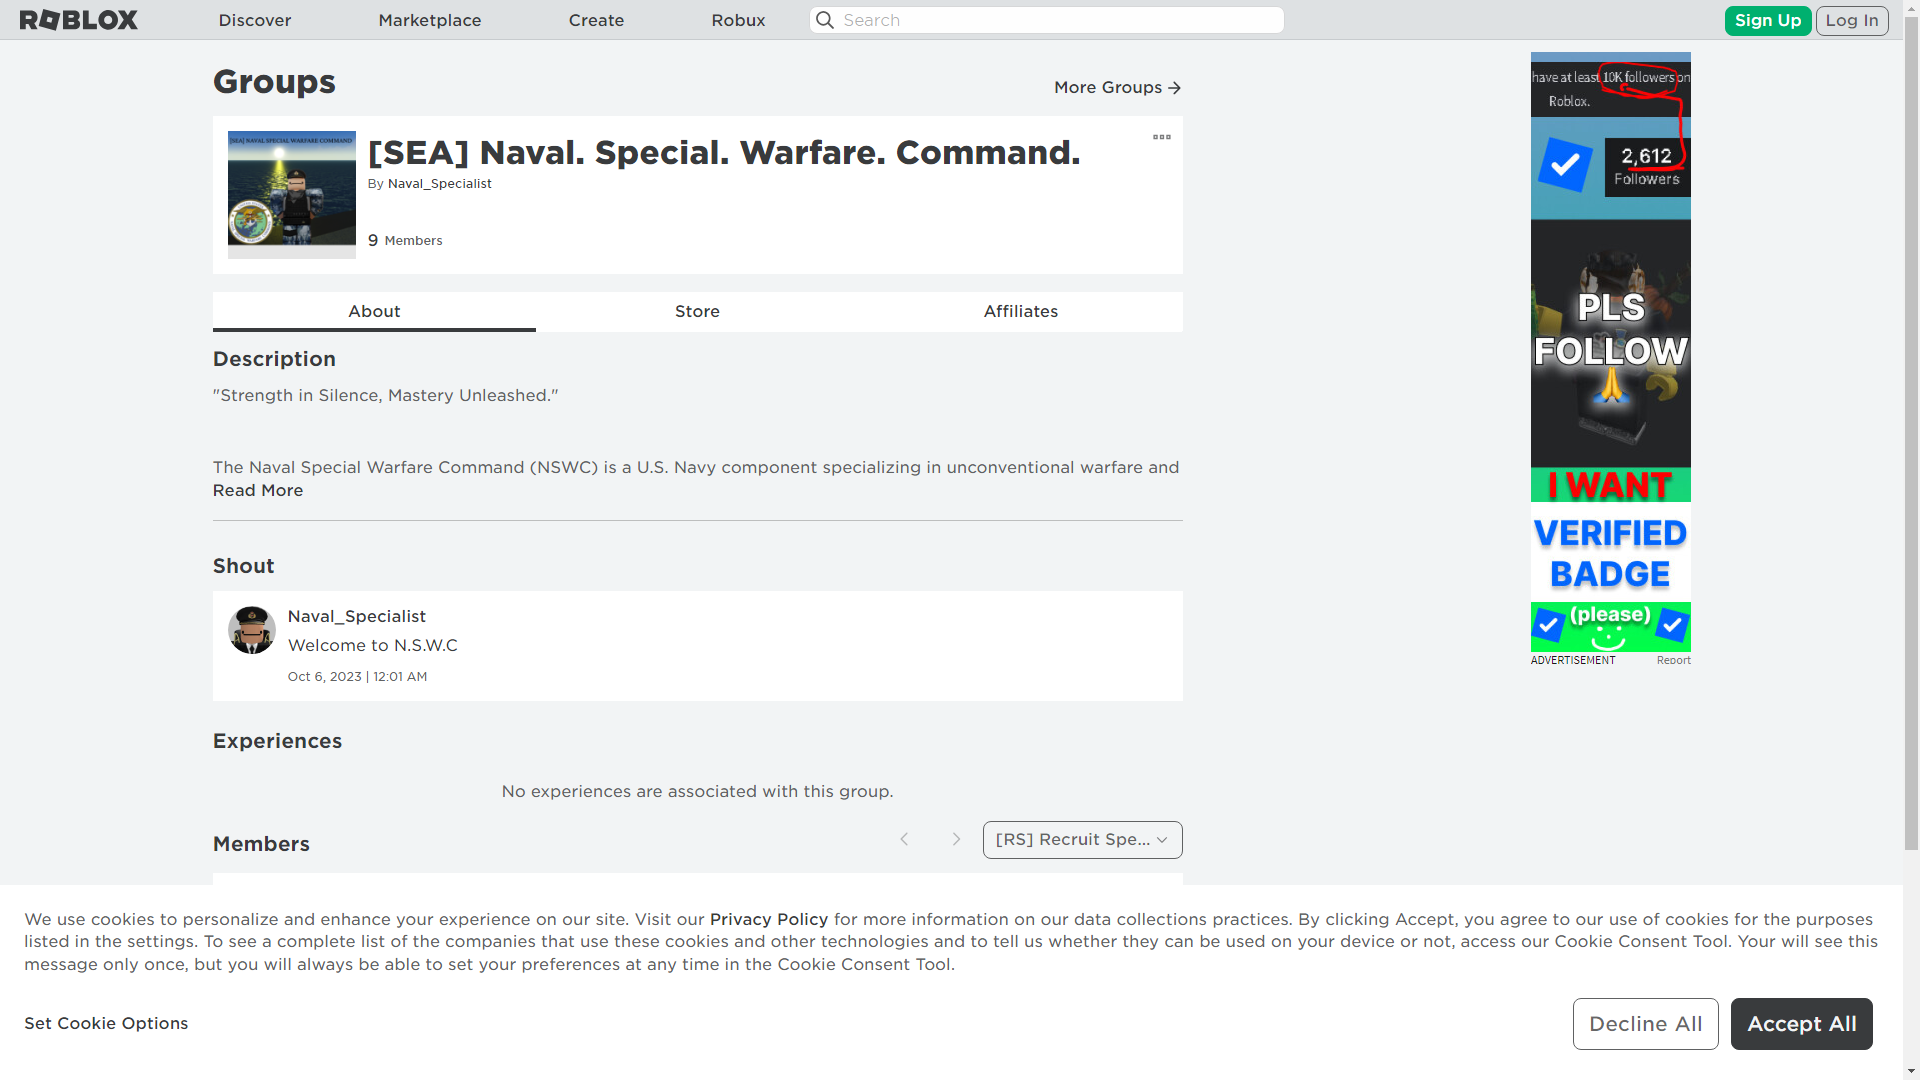 ROBLOX
Discover
Marketplace
Create
Robux
Search
Sign Up
Log In
Groups
More Groups
[SEA] NAVAL SPECIAL WARFARE COMMAND
[SEA] Naval. Special. Warfare. Command.
By Naval_Specialist
9 Members
About
Store
Affiliates
Description
"Strength in Silence, Mastery Unleashed."
The Naval Special Warfare Command (NSWC) is a U.S. Navy component specializing in unconventional warfare and
Read More
Shout
Naval_Specialist
Welcome to N.S.W.C
Oct 6, 2023 | 12:01 AM
Experiences
No experiences are associated with this group.
Members
[RS] Recruit Spe...
have at least 10K followers on
Roblox.
2,612
Followers
PLS
FOLLOW
I WANT
VERIFIED
BADGE
(please)
ADVERTISEMENT
Report
We use cookies to personalize and enhance your experience on our site. Visit our Privacy Policy for more information on our data collections practices. By clicking Accept, you agree to our use of cookies for the purposes
listed in the settings. To see a complete list of the companies that use these cookies and other technologies and to tell us whether they can be used on your device or not, access our Cookie Consent Tool. Your will see this
message only once, but you will always be able to set your preferences at any time in the Cookie Consent Tool.
Set Cookie Options
Decline All
Accept All